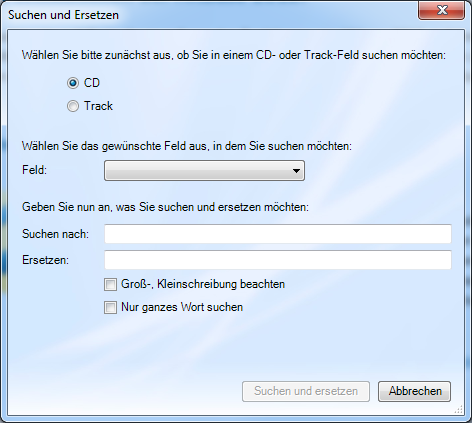 Suchen und Ersetzen
Wählen Sie bitte zunächst aus, ob Sie in einem CD- oder Track-Feld suchen möchten:
CD
Track
Wählen Sie das gewünschte Feld aus, in dem Sie suchen möchten:
Feld:
Geben Sie nun an, was Sie suchen und ersetzen möchten:
Suchen nach:
Ersetzen:
Groß-, Kleinschreibung beachten
Nur ganzes Wort suchen
Suchen und ersetzen Abbrechen